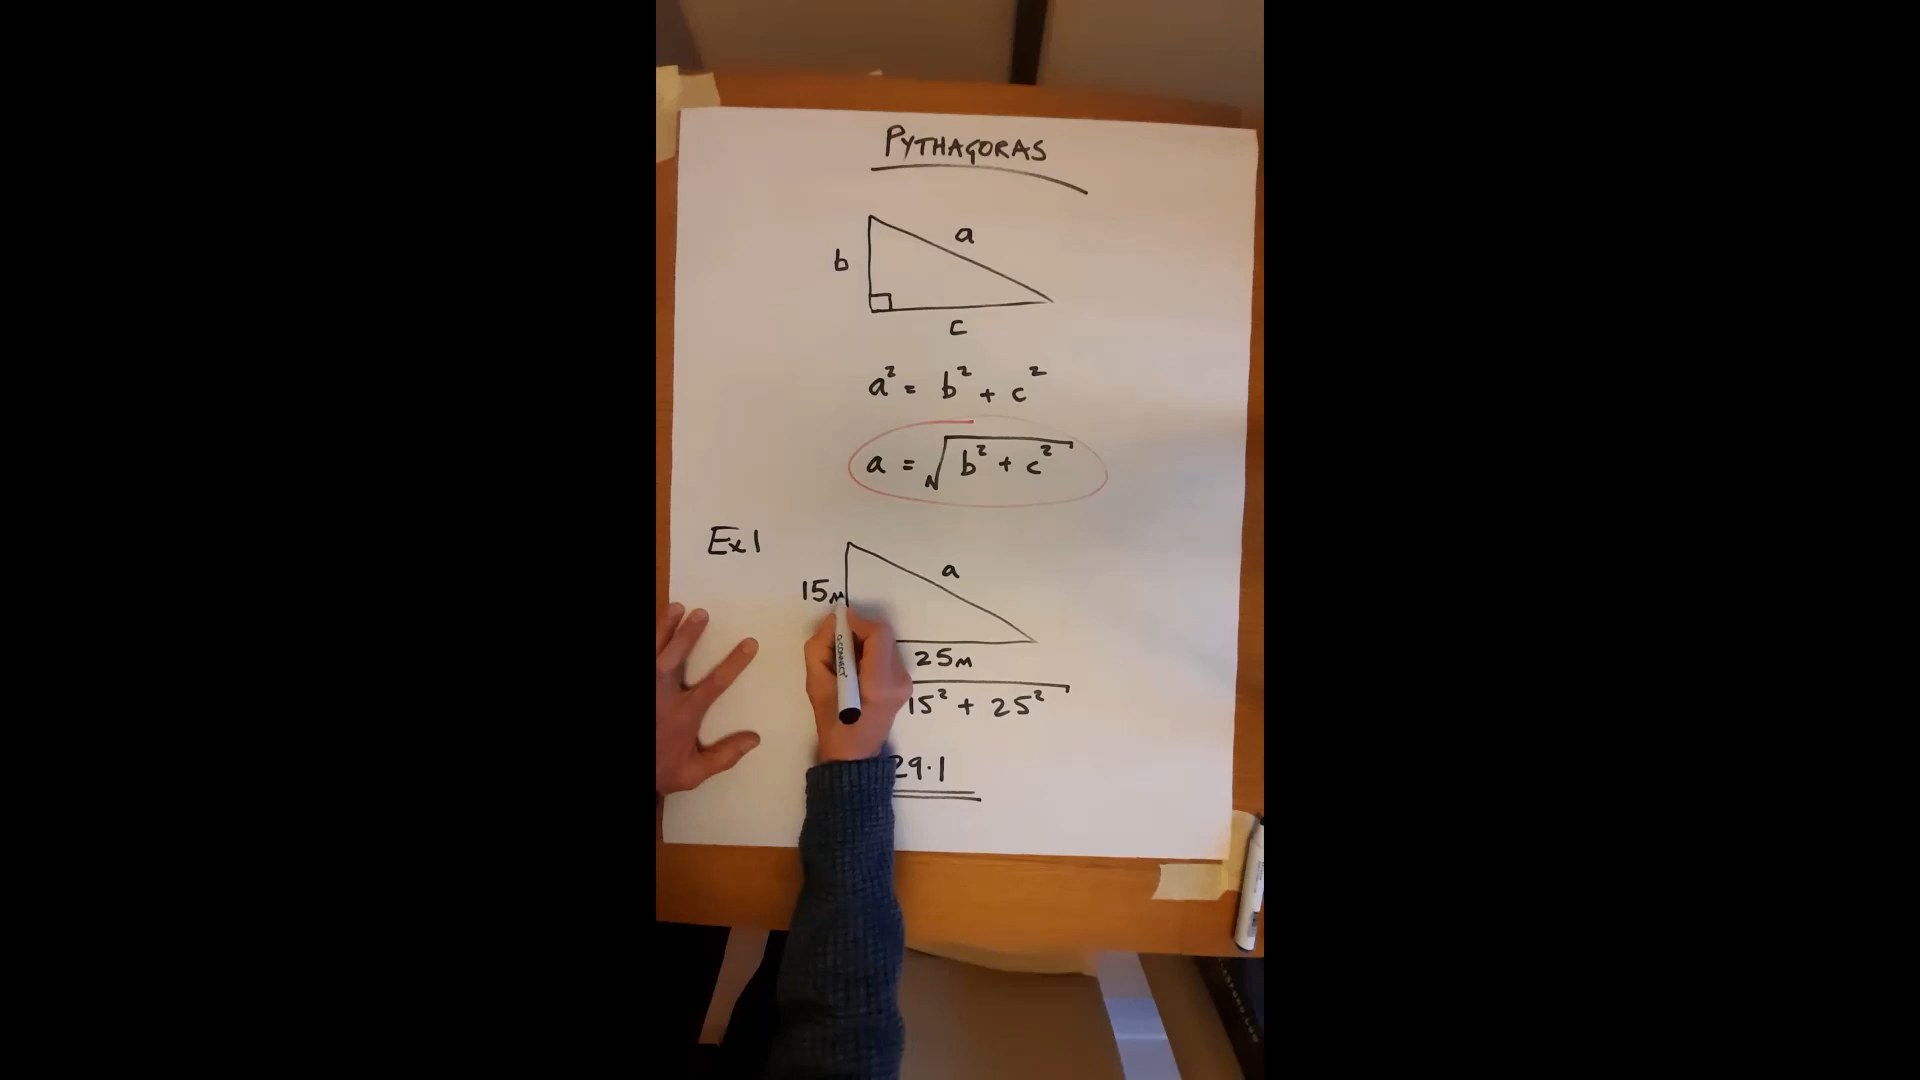 PYTHAGORAS
a
b
c
a² = b² + c²
a = √b² + c²
Ex1
a
15m
25m
15² + 25²
29.1